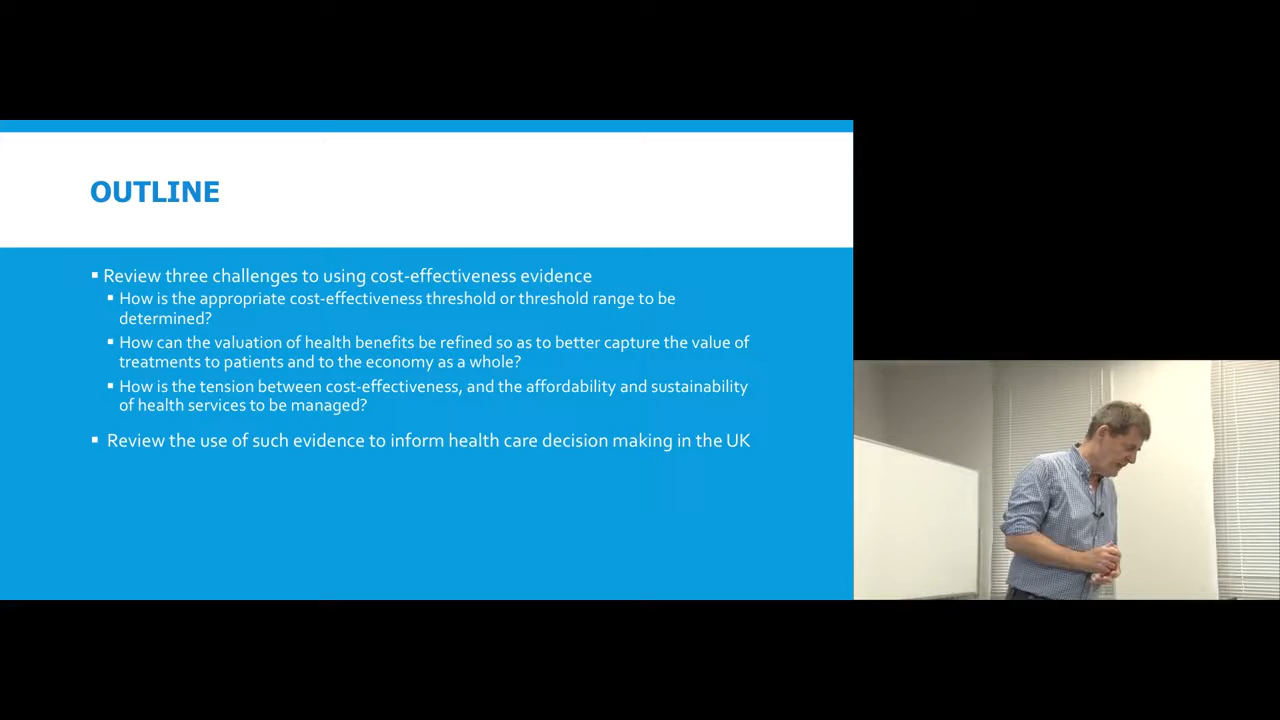 OUTLINE
▪ Review three challenges to using cost-effectiveness evidence
▪ How is the appropriate cost-effectiveness threshold or threshold range to be
determined?
▪ How can the valuation of health benefits be refined so as to better capture the value of
treatments to patients and to the economy as a whole?
▪ How is the tension between cost-effectiveness, and the affordability and sustainability
of health services to be managed?
▪ Review the use of such evidence to inform health care decision making in the UK